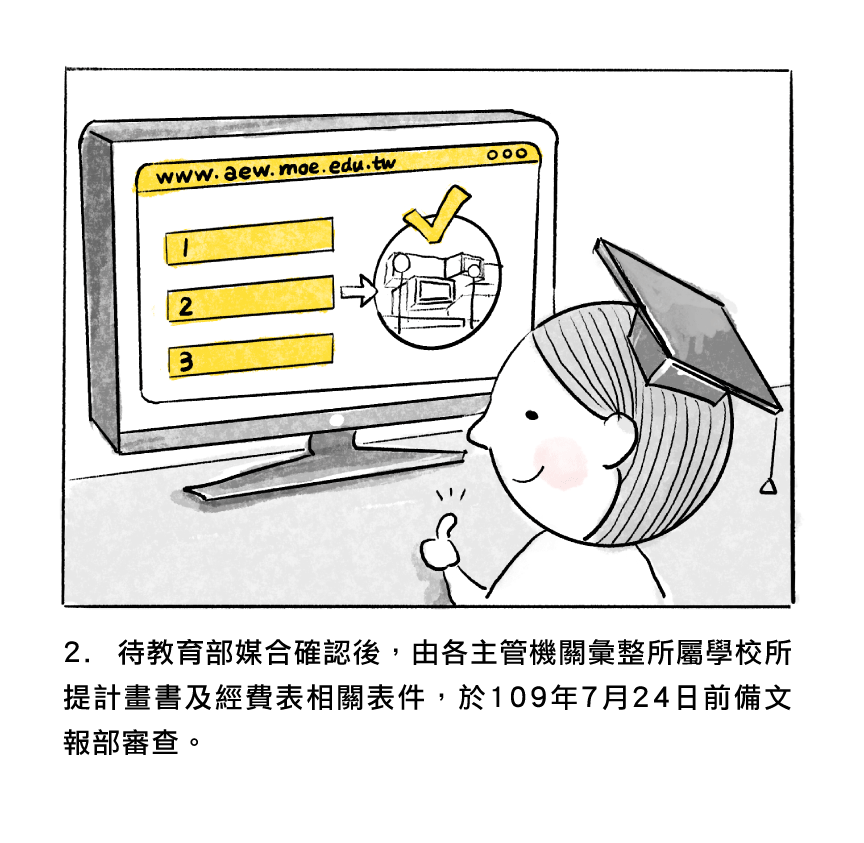 www.aew.moe.edu.tw
1
2
3
2. 待教育部媒合確認後，由各主管機關彙整所屬學校所
提計畫書及經費表相關表件，於109年7月24日前備文
報部審查。